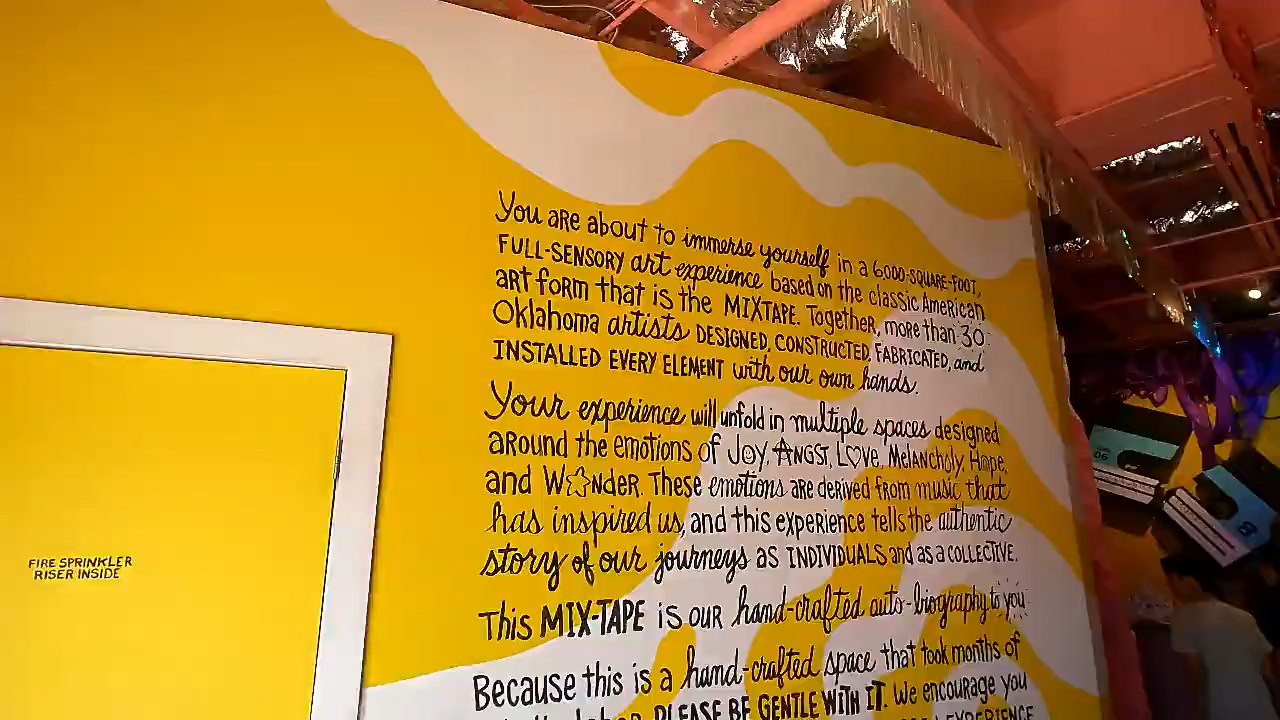 You are about to immerse yourself in a 6,000-SQUARE-FOOT,
FULL-SENSORY art experience based on the classic American
art form that is the MIXTAPE. Together, more than 30
Oklahoma artists DESIGNED, CONSTRUCTED, FABRICATED, and
INSTALLED EVERY ELEMENT with our own hands.
Your experience will unfold in multiple spaces designed
around the emotions of Joy, Angst, Love, Melancholy, Hope,
and Wonder. These emotions are derived from music that
has inspired us, and this experience tells the authentic
story of our journeys as INDIVIDUALS and as a COLLECTIVE.
This MIX-TAPE is our hand-crafted auto-biography to you.
Because this is a hand-crafted space that took months of
PLEASE BE GENTLE WITH IT. We encourage you
EXPERIENCE
FIRE SPRINKLER
RISER INSIDE